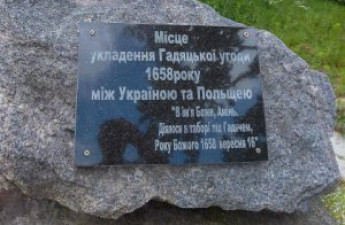 Місце
укладення Гадяцької угоди
1658року
між Україною та Польщею
"В ім'я Божіє, Амінь.
Діялося в таборі під Гадячем,
Року Божого 1658 вересня 16"